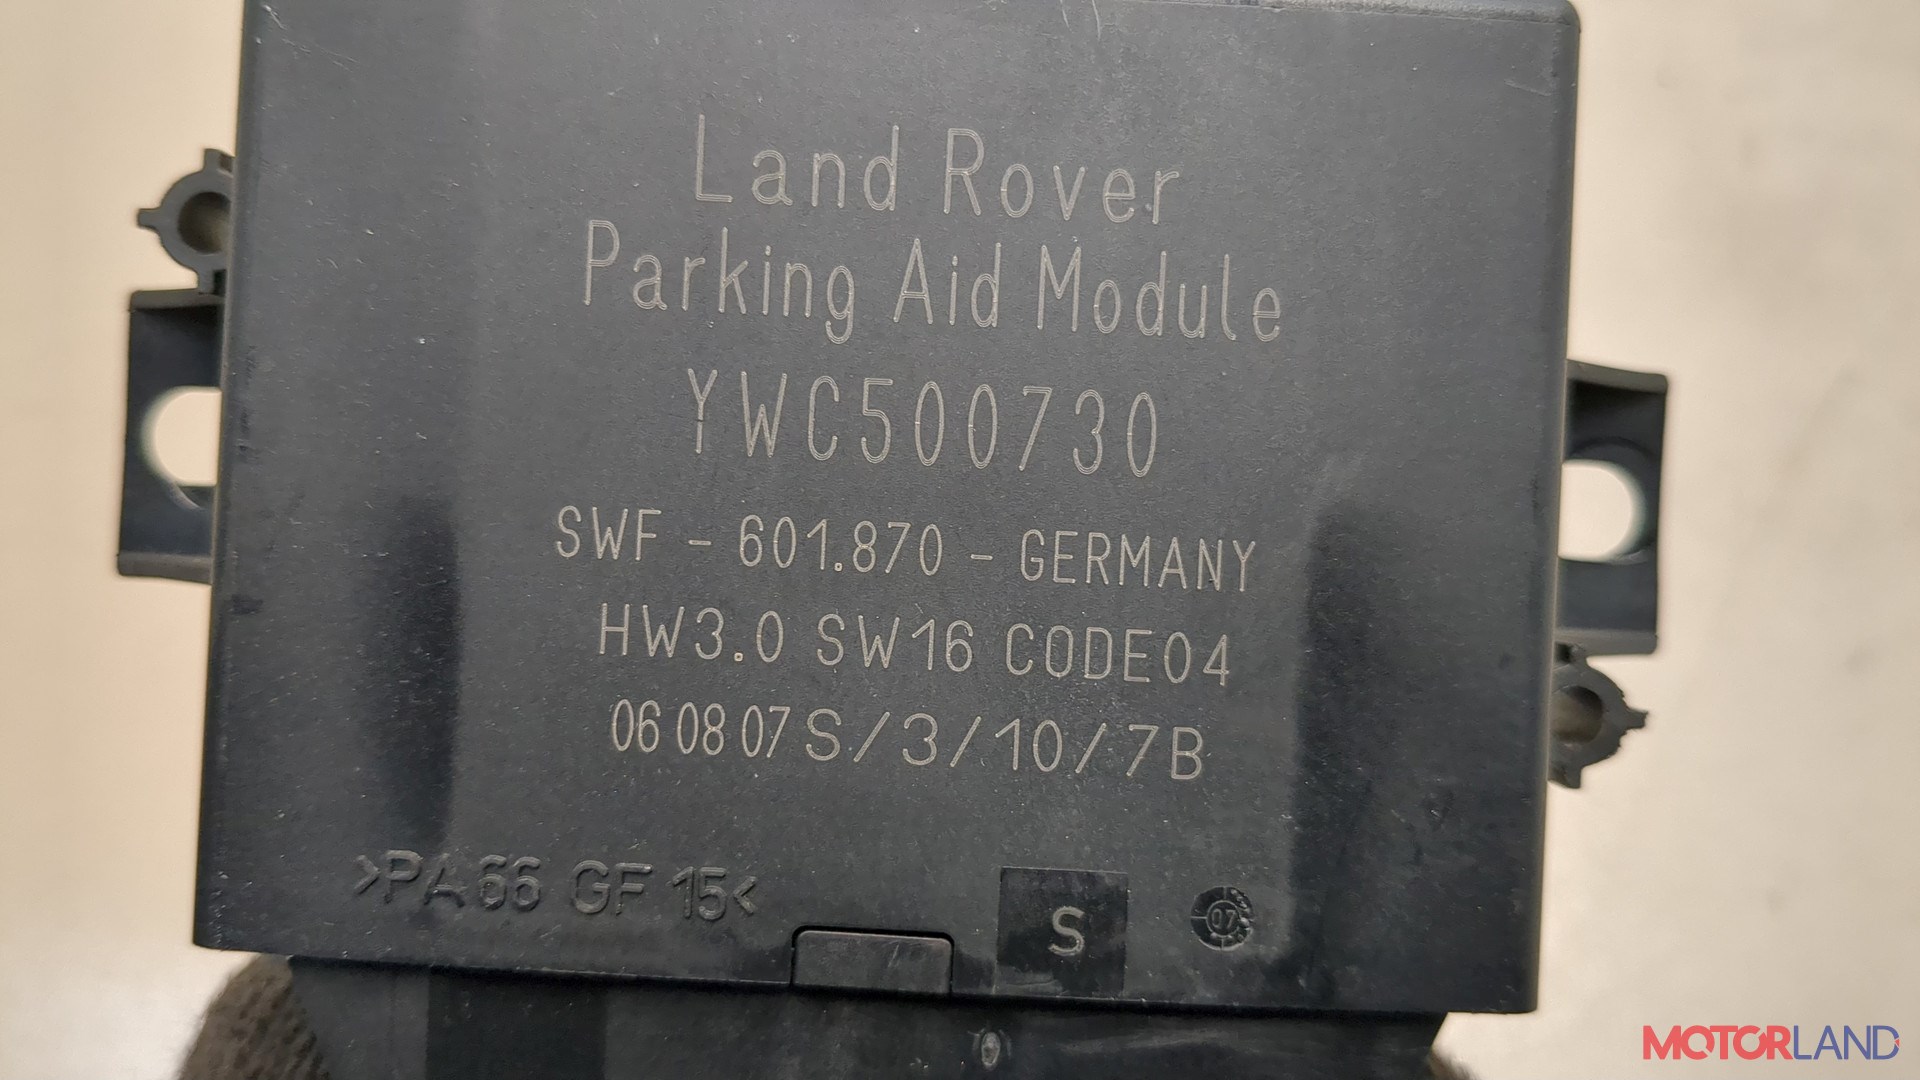 Land Rover
Parking Aid Module
YWC500730
SWF - 601.870 - GERMANY
HW3.0 SW16 CODE04
06 08 07 S/3/10/7B
>PA66 GF 15<
S
07
MOTORLAND